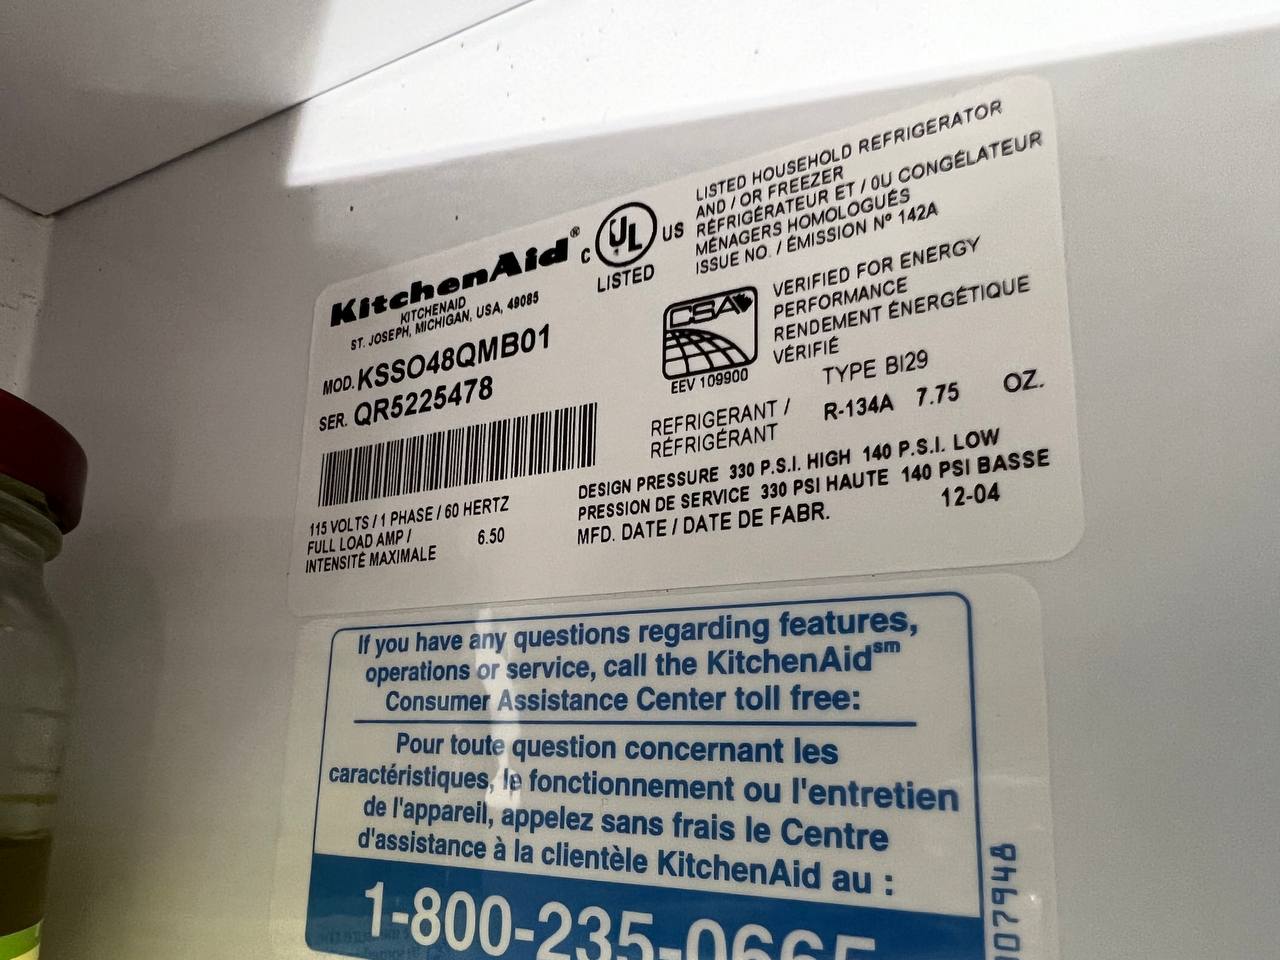 KitchenAid®
KITCHENAID
ST. JOSEPH, MICHIGAN, USA, 49085
MOD. KSSO48QMB01
SER. QR5225478
115 VOLTS / 1 PHASE / 60 HERTZ
FULL LOAD AMP /
INTENSITÉ MAXIMALE 6.50
C UL US
LISTED
LISTED HOUSEHOLD REFRIGERATOR
AND / OR FREEZER
RÉFRIGÉRATEUR ET / OU CONGÉLATEUR
MÉNAGERS HOMOLOGUÉS
ISSUE NO. / ÉMISSION Nº 142A
CSA
EEV 109900
VERIFIED FOR ENERGY
PERFORMANCE
RENDEMENT ÉNERGÉTIQUE
VÉRIFIÉ
TYPE BI29
REFRIGERANT /
RÉFRIGÉRANT
R-134A 7.75 OZ.
DESIGN PRESSURE 330 P.S.I. HIGH 140 P.S.I. LOW
PRESSION DE SERVICE 330 PSI HAUTE 140 PSI BASSE
MFD. DATE / DATE DE FABR. 12-04
If you have any questions regarding features,
operations or service, call the KitchenAid℠
Consumer Assistance Center toll free:
Pour toute question concernant les
caractéristiques, le fonctionnement ou l'entretien
de l'appareil, appelez sans frais le Centre
d'assistance à la clientèle KitchenAid au :
1-800-235-0665